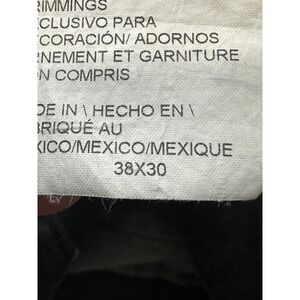 RIMMINGS
XCLUSIVO PARA
CORACIÓN/ ADORNOS
RNEMENT ET GARNITURE
ON COMPRIS
DE IN \ HECHO EN \
BRIQUÉ AU
XICO/MEXICO/MEXIQUE
38X30